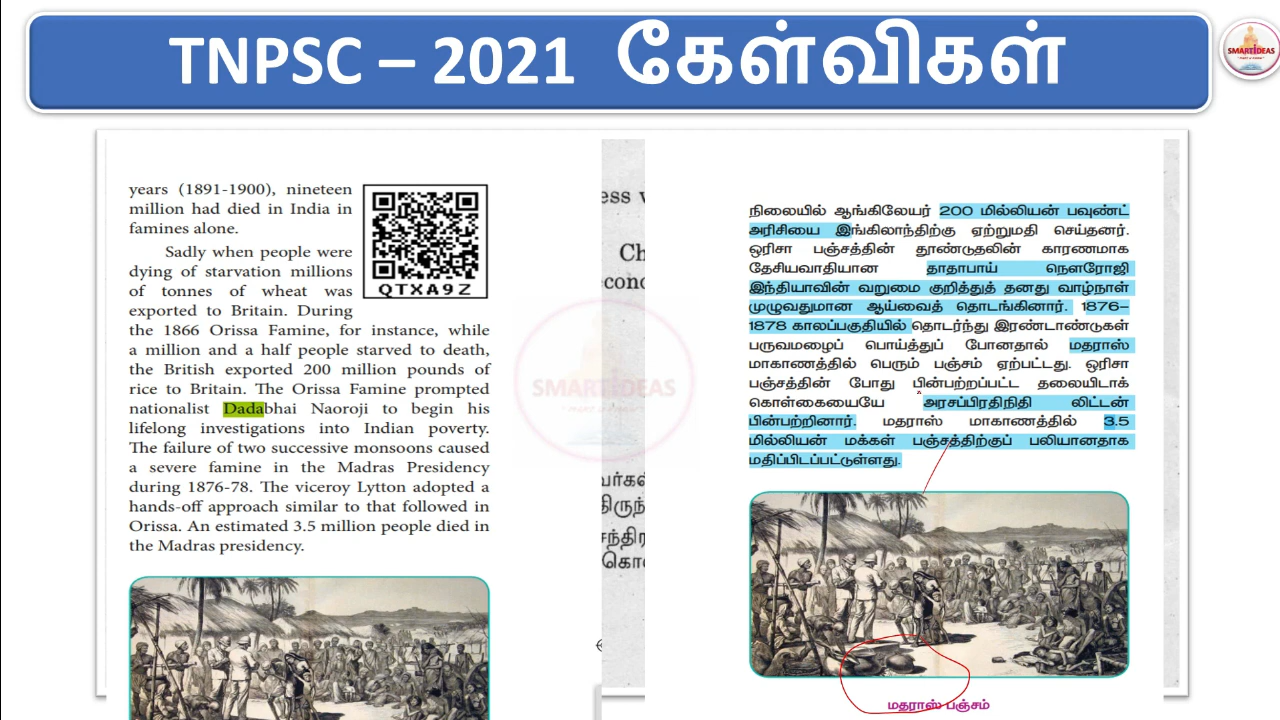 TNPSC – 2021 கேள்விகள்
SMARTIDEAS
years (1891-1900), nineteen
million had died in India in
famines alone.
Sadly when people were
dying of starvation millions
of tonnes of wheat was
exported to Britain. During
the 1866 Orissa Famine, for instance, while
a million and a half people starved to death,
the British exported 200 million pounds of
rice to Britain. The Orissa Famine prompted
nationalist Dadabhai Naoroji to begin his
lifelong investigations into Indian poverty.
The failure of two successive monsoons caused
a severe famine in the Madras Presidency
during 1876-78. The viceroy Lytton adopted a
hands-off approach similar to that followed in
Orissa. An estimated 3.5 million people died in
the Madras presidency.
QTXA9Z
SMARTIDEAS
நிலையில் ஆங்கிலேயர் 200 மில்லியன் பவுண்ட்
அரிசியை இங்கிலாந்திற்கு ஏற்றுமதி செய்தனர்.
ஒரிசா பஞ்சத்தின் தூண்டுதலின் காரணமாக
தேசியவாதியான தாதாபாய் நௌரோஜி
இந்தியாவின் வறுமை குறித்துத் தனது வாழ்நாள்
முழுவதுமான ஆய்வைத் தொடங்கினார். 1876–
1878 காலப்பகுதியில் தொடர்ந்து இரண்டாண்டுகள்
பருவமழைப் பொய்த்துப் போனதால் மதராஸ்
மாகாணத்தில் பெரும் பஞ்சம் ஏற்பட்டது. ஒரிசா
பஞ்சத்தின் போது பின்பற்றப்பட்ட தலையிடாக்
கொள்கையையே அரசப்பிரதிநிதி லிட்டன்
பின்பற்றினார். மதராஸ் மாகாணத்தில் 3.5
மில்லியன் மக்கள் பஞ்சத்திற்குப் பலியானதாக
மதிப்பிடப்பட்டுள்ளது.
மதராஸ் பஞ்சம்